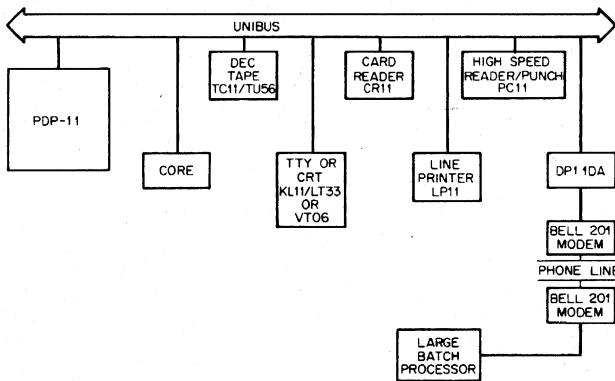 UNIBUS
PDP-11
CORE
DEC
TAPE
TC11/TU56
TTY OR
CRT
KL11/LT33
OR
VT06
CARD
READER
CR11
LINE
PRINTER
LP11
HIGH SPEED
READER/PUNCH
PC11
DP11DA
BELL 201
MODEM
PHONE LINE
BELL 201
MODEM
LARGE
BATCH
PROCESSOR